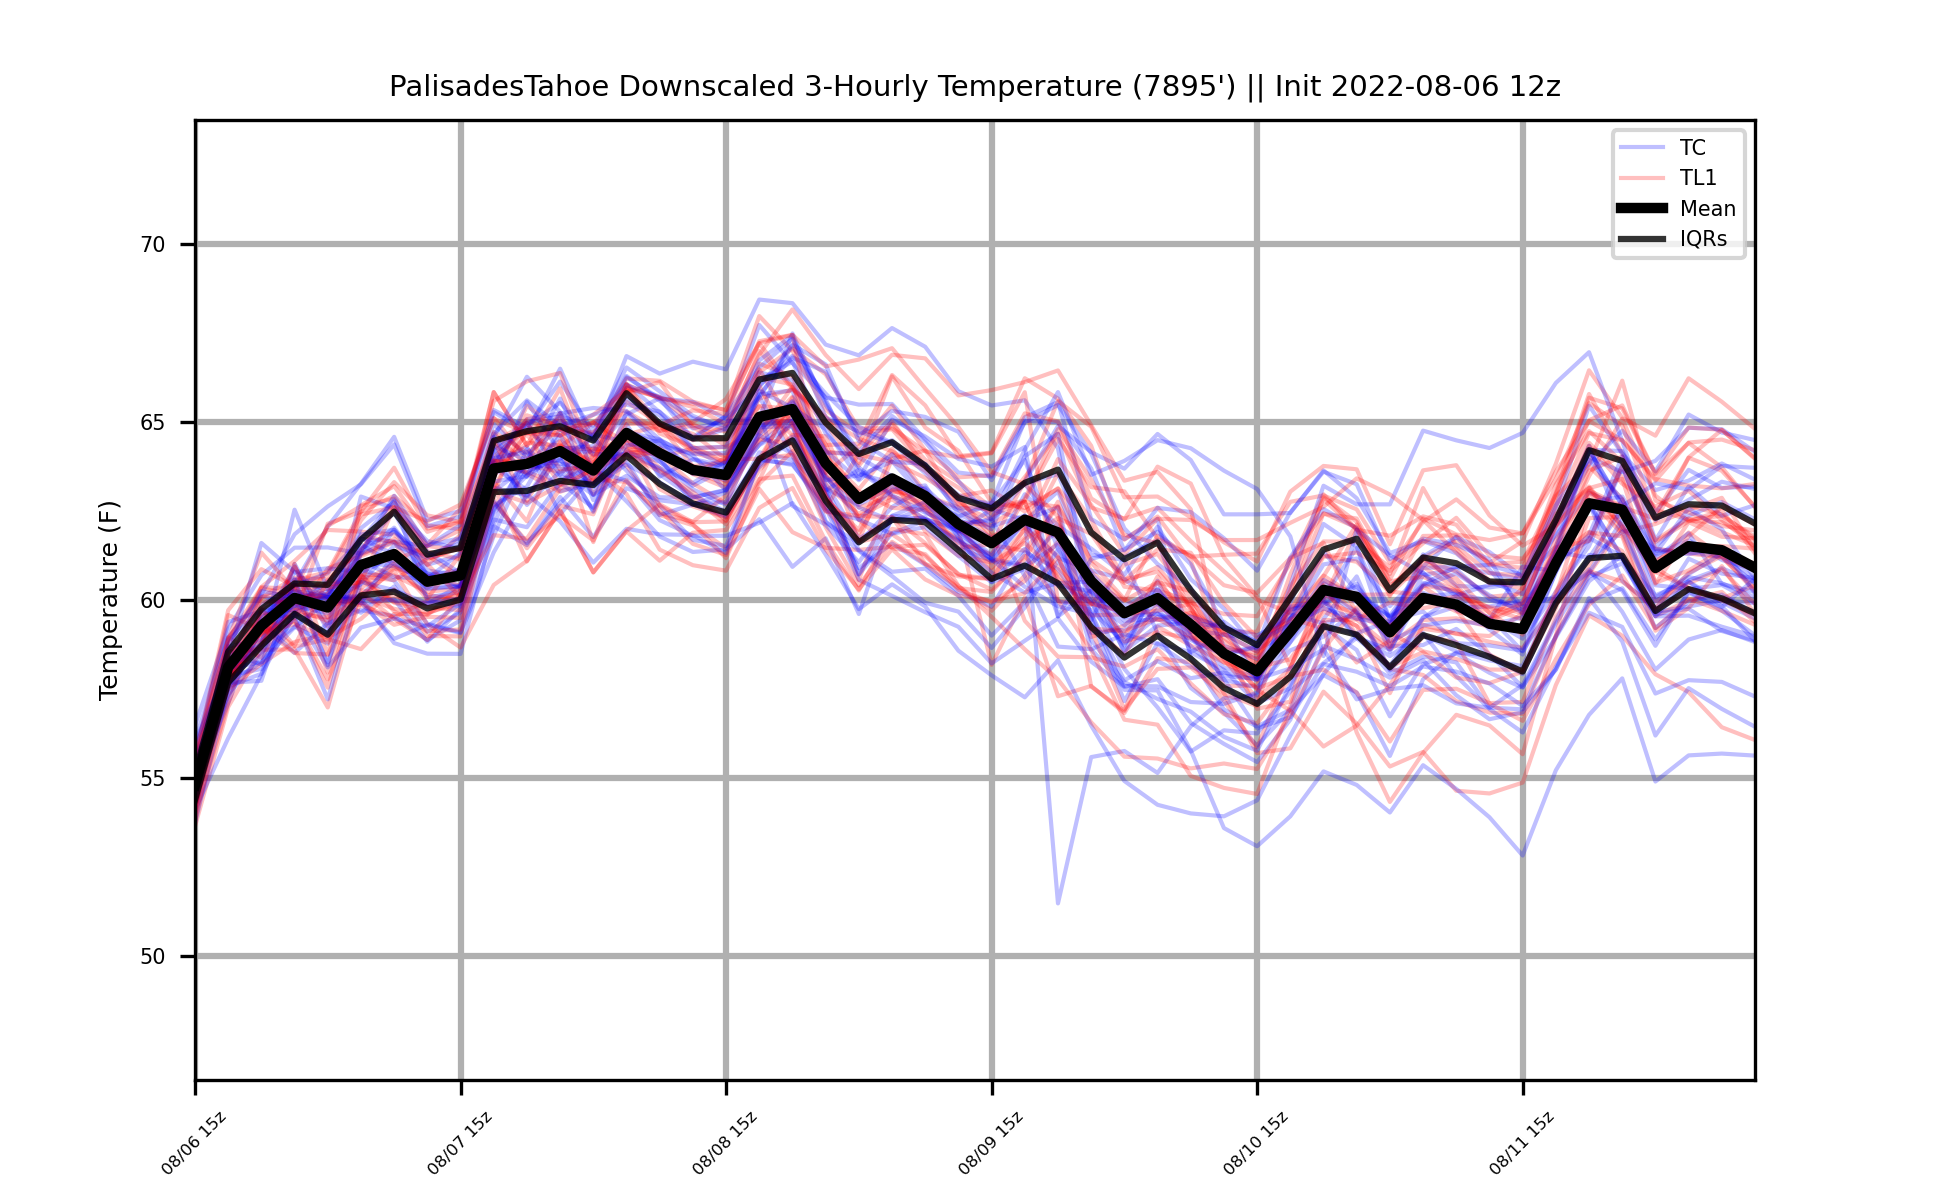 PalisadesTahoe Downscaled 3-Hourly Temperature (7895') || Init 2022-08-06 12z
TC
TL1
Mean
IQRs
Temperature (F)
70
65
60
55
50
08/06 15z
08/07 15z
08/08 15z
08/09 15z
08/10 15z
08/11 15z